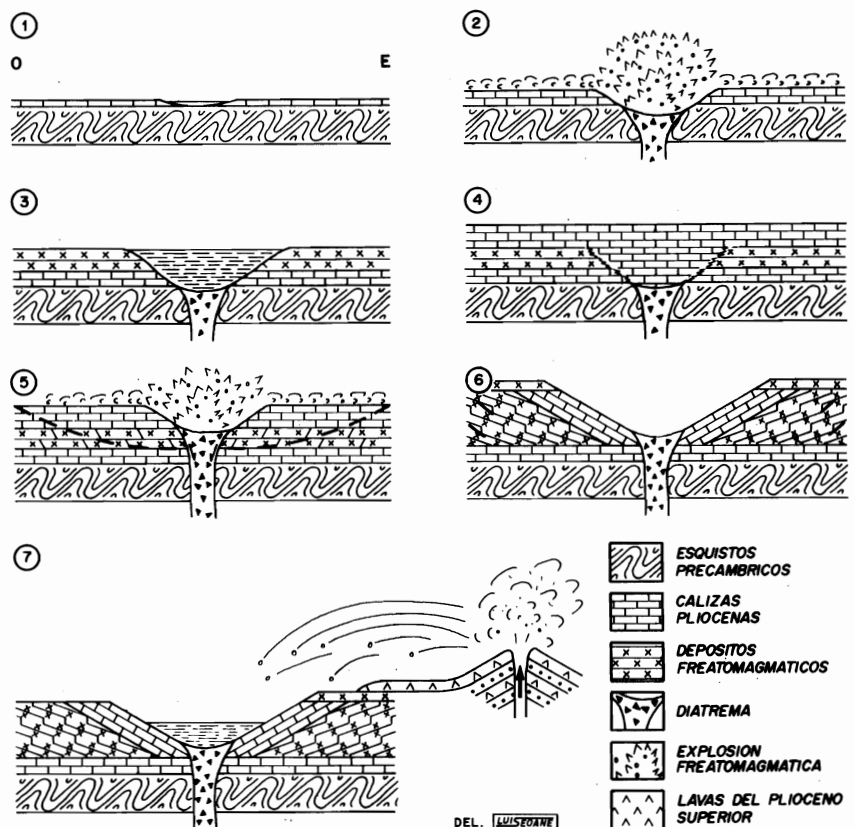 1
O E
2
3
4
5
6
7
ESQUISTOS
PRECAMBRICOS
CALIZAS
PLIOCENAS
DEPOSITOS
FREATOMAGMATICOS
DIATREMA
EXPLOSION
FREATOMAGMATICA
LAVAS DEL PLIOCENO
SUPERIOR
DEL. LUISEOANE